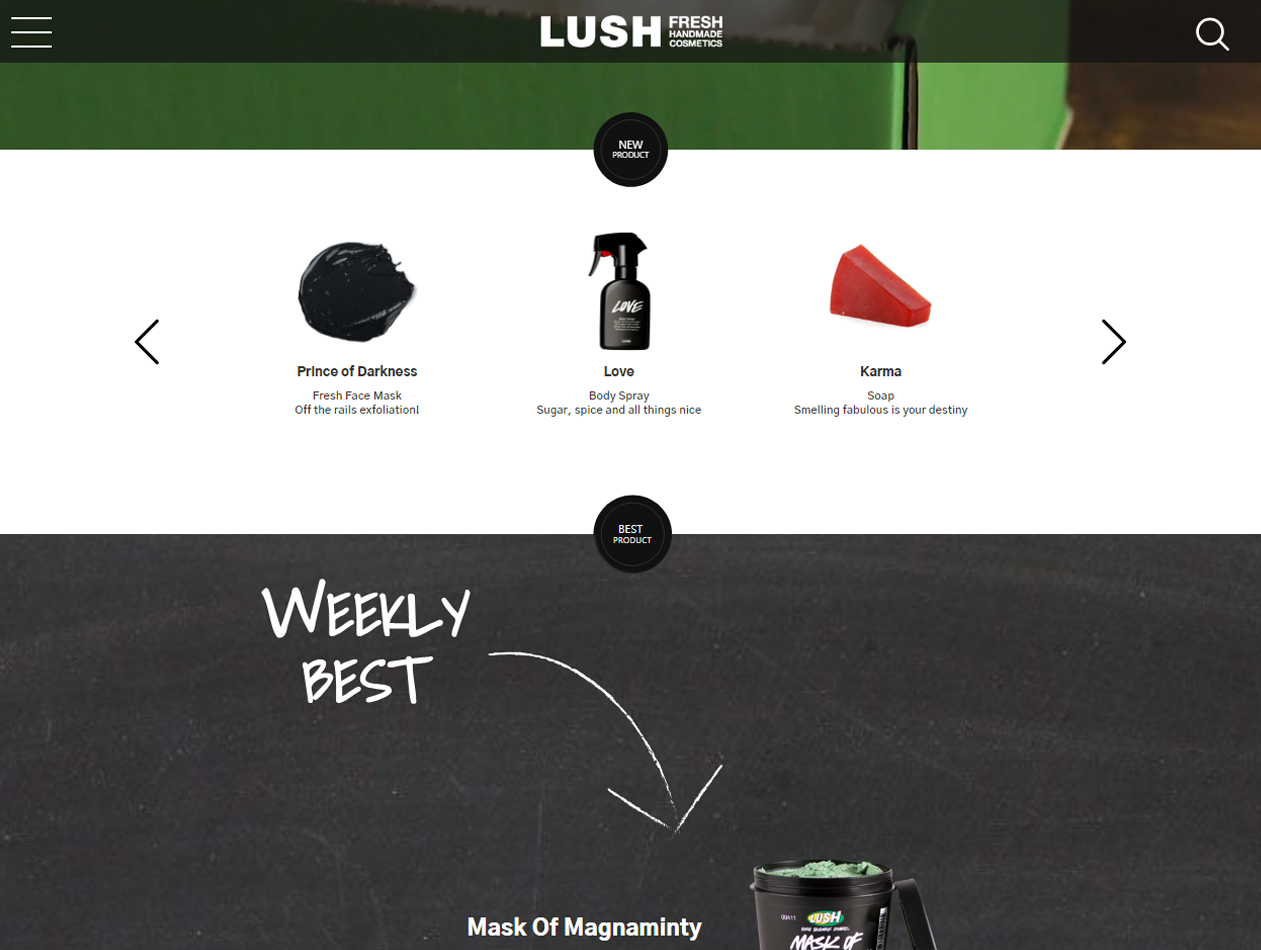 LUSH FRESH
HANDMADE
COSMETICS
NEW
PRODUCT
LOVE
Prince of Darkness
Fresh Face Mask
Off the rails exfoliation!
Love
Body Spray
Sugar, spice and all things nice
Karma
Soap
Smelling fabulous is your destiny
BEST
PRODUCT
WEEKLY
BEST
Mask Of Magnaminty
LUSH
MASK OF